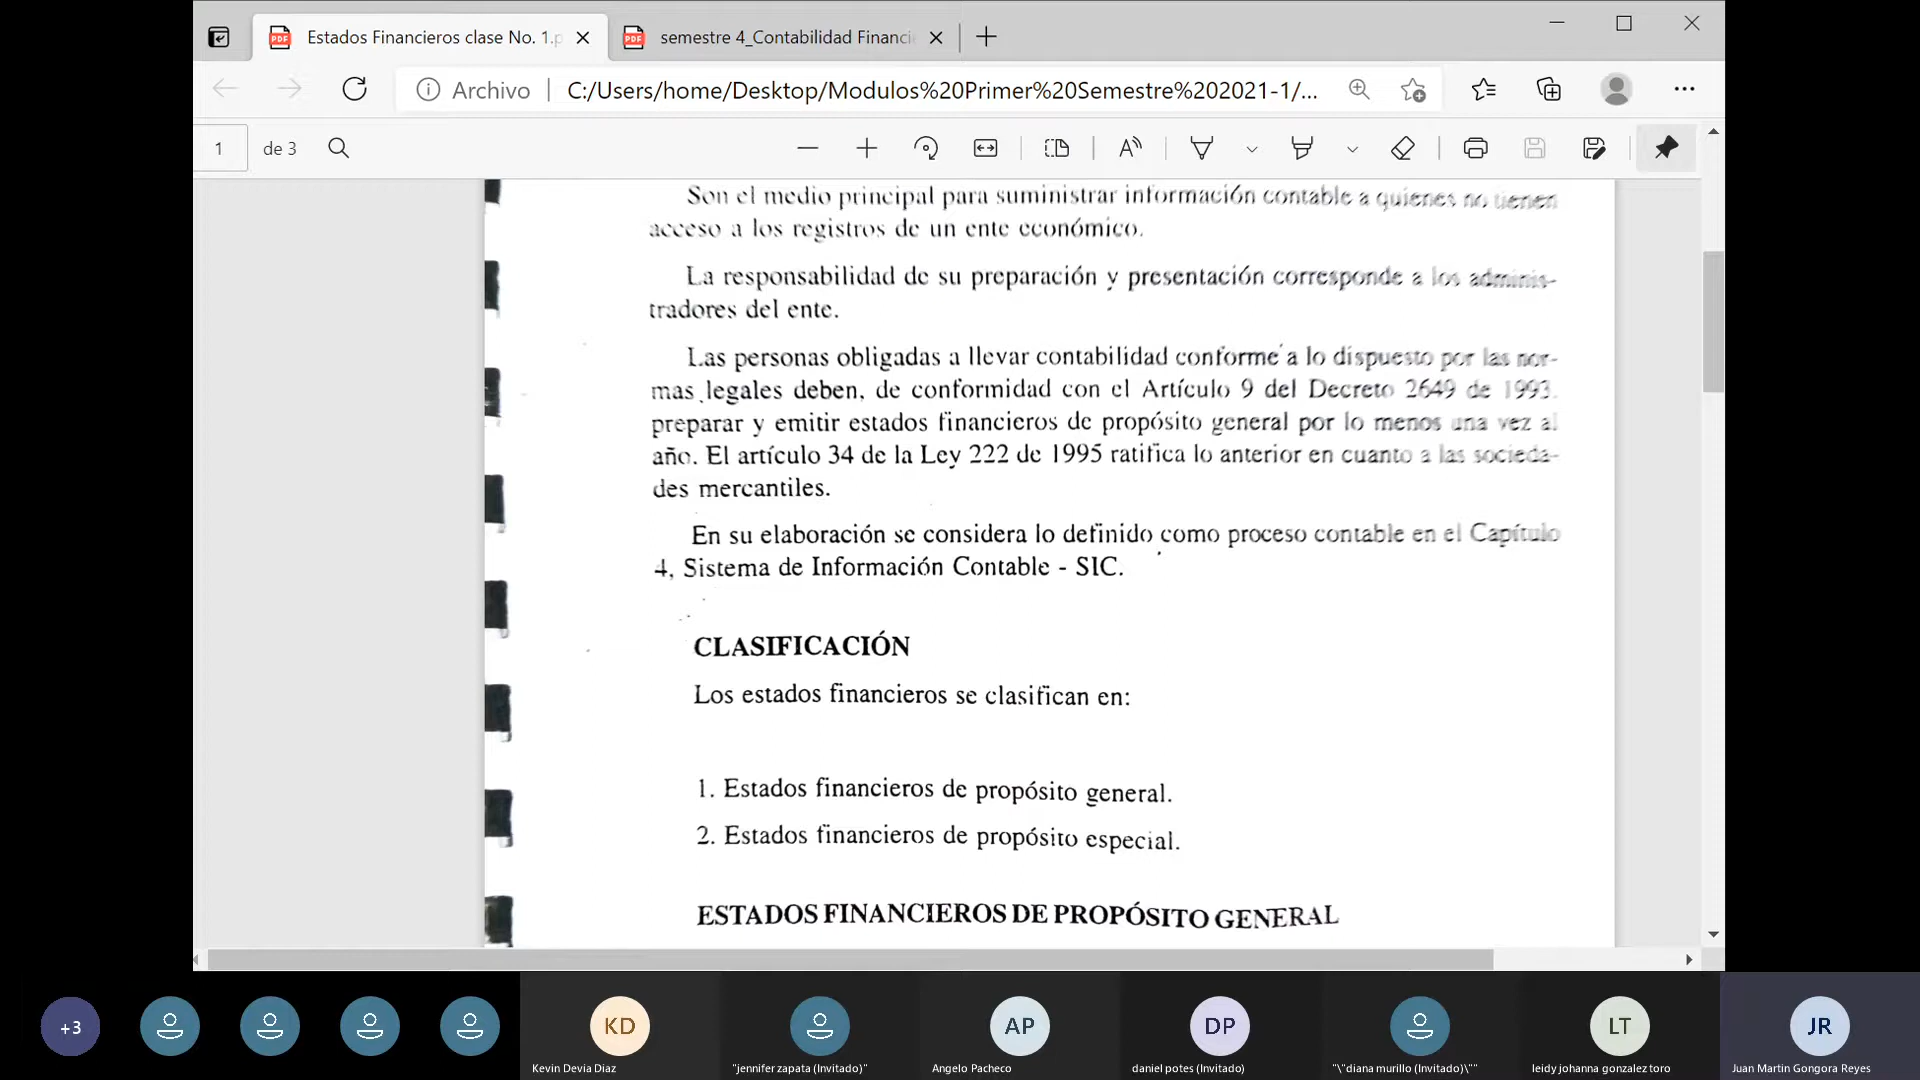 Estados Financieros clase No. 1.p
semestre 4_Contabilidad Financi
Archivo
C:/Users/home/Desktop/Modulos%20Primer%20Semestre%202021-1/...
1 de 3
Son el medio principal para suministrar información contable a quienes no tienen
acceso a los registros de un ente económico.
La responsabilidad de su preparación y presentación corresponde a los adminis-
tradores del ente.
Las personas obligadas a llevar contabilidad conforme a lo dispuesto por las nor-
mas legales deben, de conformidad con el Artículo 9 del Decreto 2649 de 1993.
preparar y emitir estados financieros de propósito general por lo menos una vez al
año. El artículo 34 de la Ley 222 de 1995 ratifica lo anterior en cuanto a las socieda-
des mercantiles.
En su elaboración se considera lo definido como proceso contable en el Capítulo
4, Sistema de Información Contable - SIC.
CLASIFICACIÓN
Los estados financieros se clasifican en:
1. Estados financieros de propósito general.
2. Estados financieros de propósito especial.
ESTADOS FINANCIEROS DE PROPÓSITO GENERAL
+3
KD
AP
DP
LT
JR
Kevin Devia Diaz
"jennifer zapata (Invitado)"
Angelo Pacheco
daniel potes (Invitado)
"\"diana murillo (Invitado)\""
leidy johanna gonzalez toro
Juan Martin Gongora Reyes